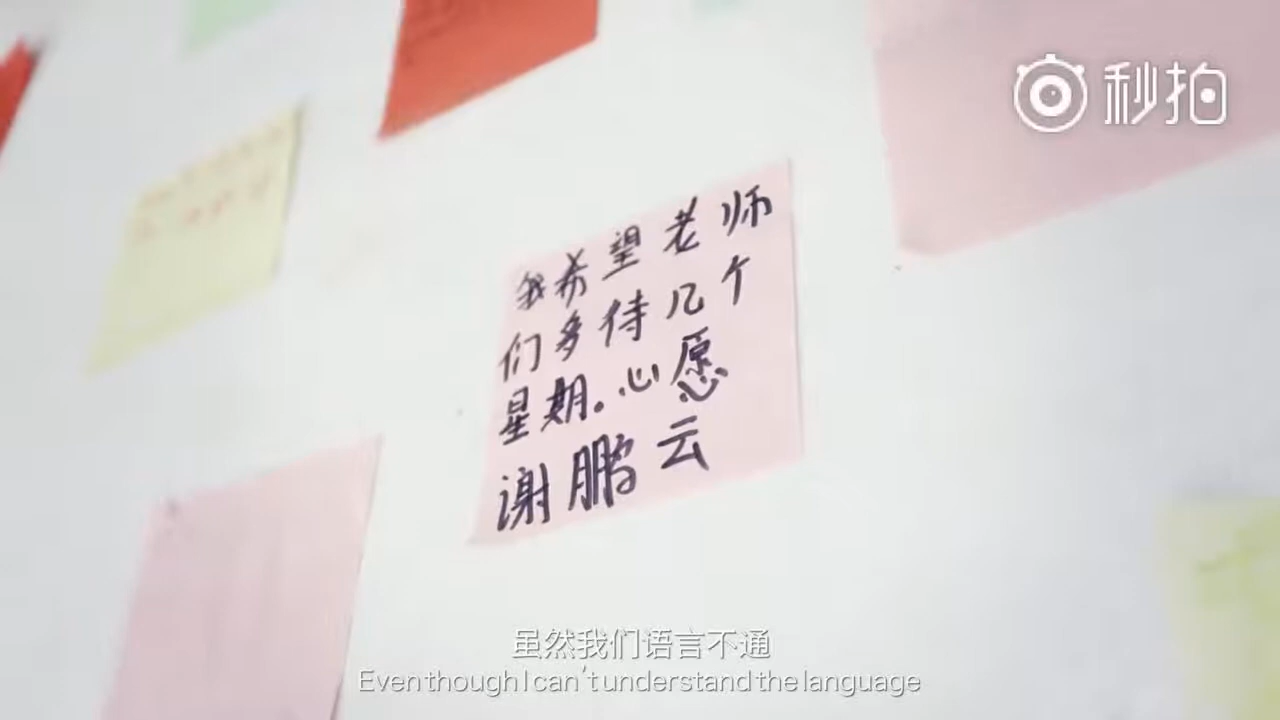 秒拍
我希望老师
们多待几个
星期。心愿
谢鹏云
虽然我们语言不通
Even though I can't understand the language